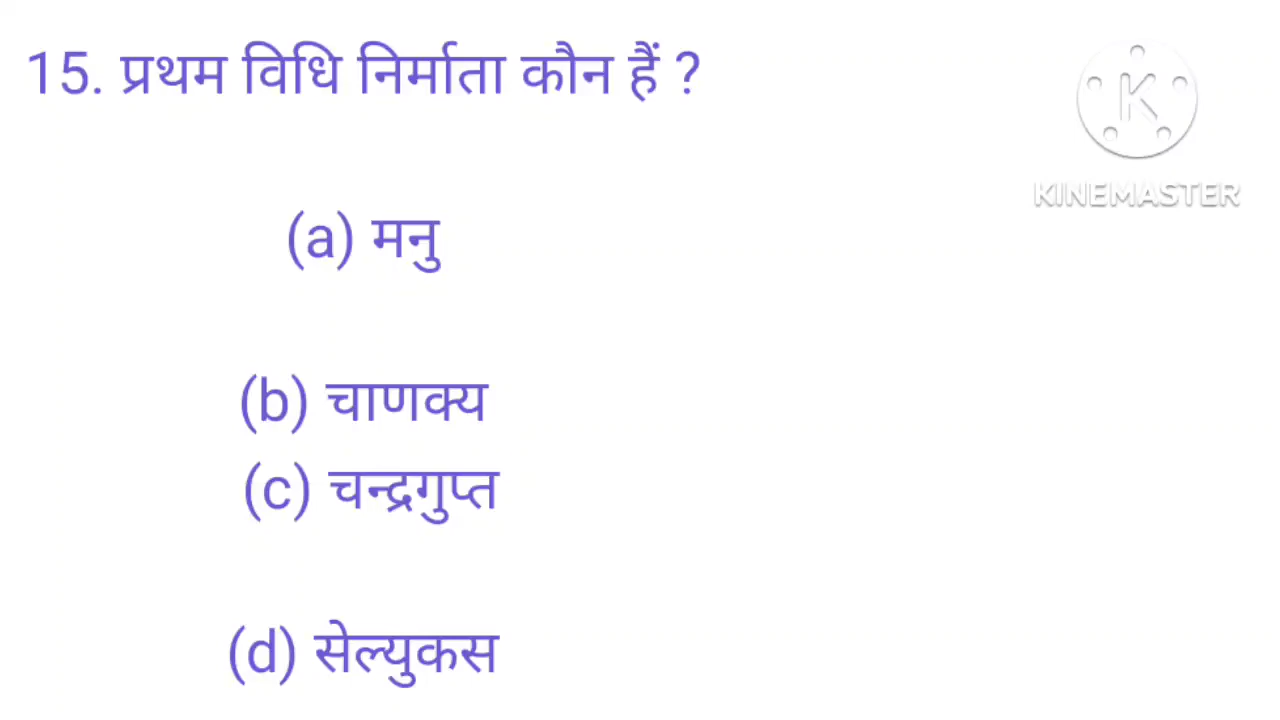 15. प्रथम विधि निर्माता कौन हैं ?
K
KINEMASTER
(a) मनु
(b) चाणक्य
(c) चन्द्रगुप्त
(d) सेल्युकस